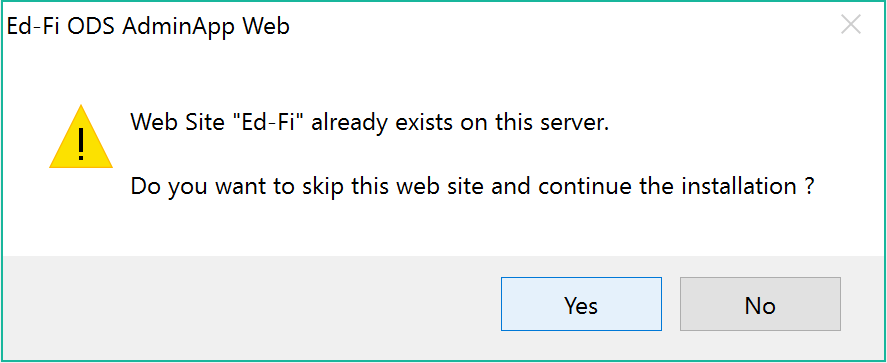 Ed-Fi ODS AdminApp Web
Web Site "Ed-Fi" already exists on this server.
Do you want to skip this web site and continue the installation ?
Yes
No